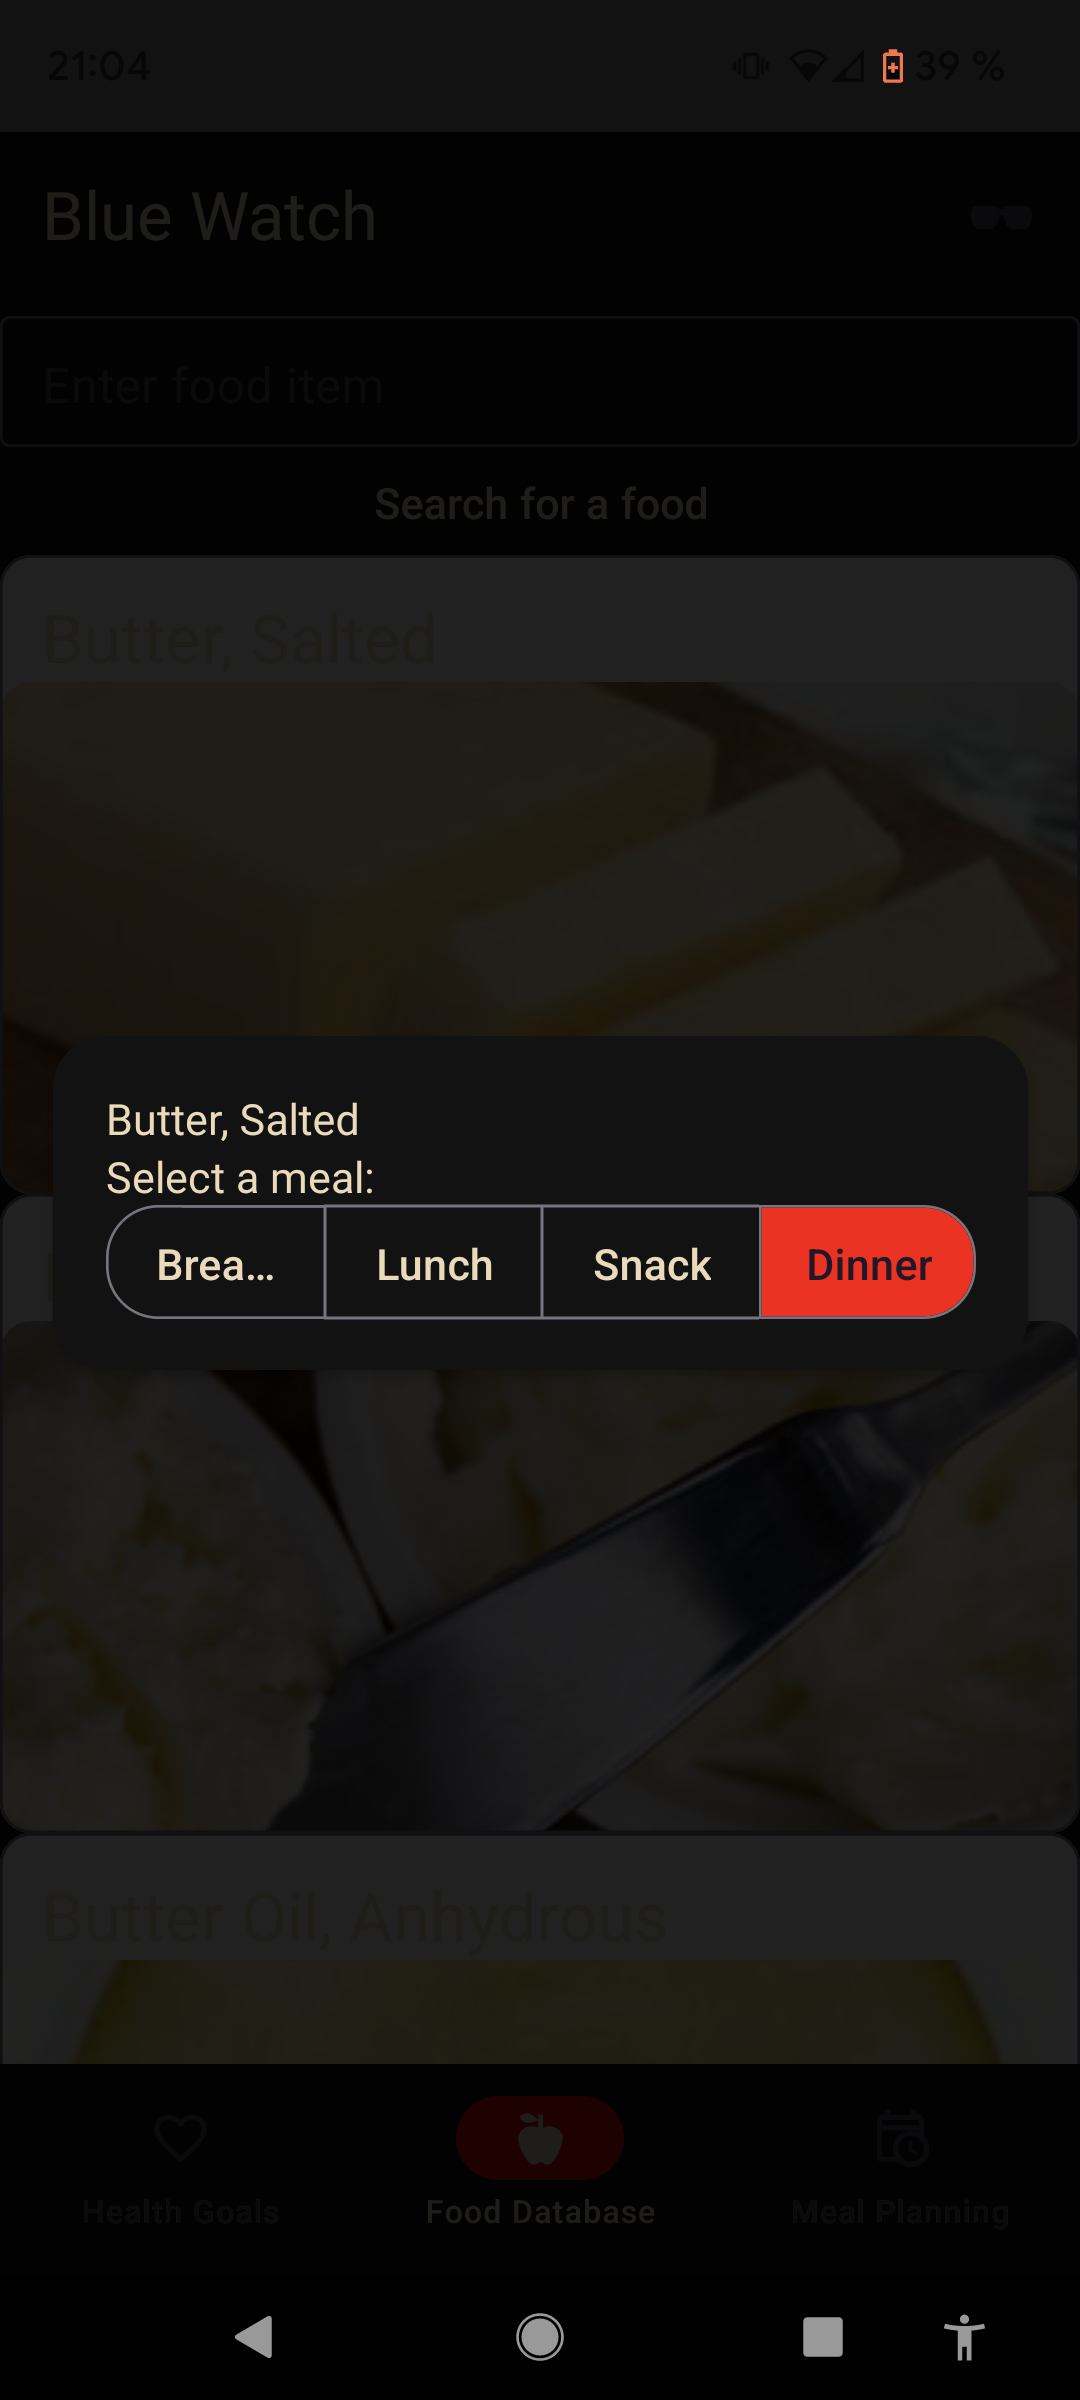 21:04 39 %
Blue Watch
Enter food item
Search for a food
Butter, Salted
Butter, Salted
Select a meal:
Brea... Lunch Snack Dinner
Butter Oil, Anhydrous
Health Goals Food Database Meal Planning